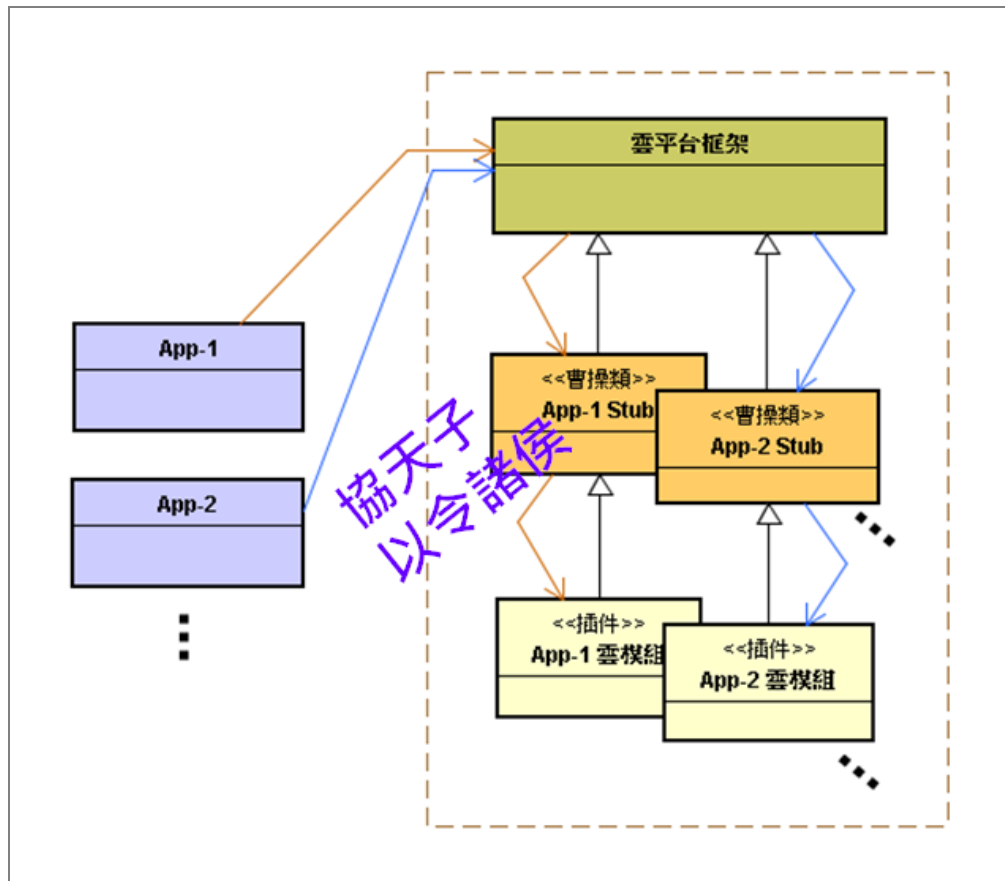 雲平台框架
App-1
<<曹操類>>
App-1 Stub
<<曹操類>>
App-2 Stub
協天子
以令諸侯
App-2
<<插件>>
App-1 雲模組
<<插件>>
App-2 雲模組